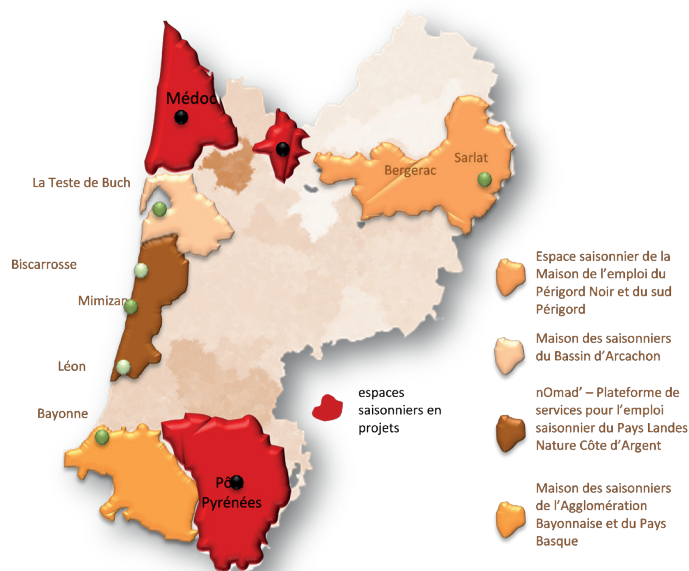 Médoc
La Teste de Buch
Bergerac
Sarlat
Biscarrosse
Mimizan
Léon
Bayonne
Pyrénées
espaces
saisonniers en
projets
Espace saisonnier de la
Maison de l'emploi du
Périgord Noir et du sud
Périgord
Maison des saisonniers
du Bassin d'Arcachon
nOmad' – Plateforme de
services pour l'emploi
saisonnier du Pays Landes
Nature Côte d'Argent
Maison des saisonniers
de l'Agglomération
Bayonnaise et du Pays
Basque